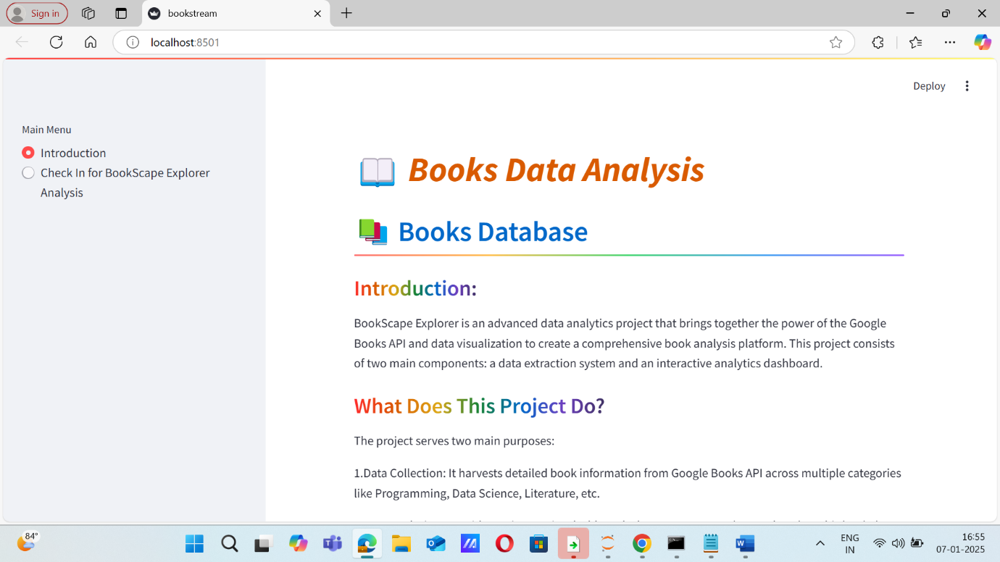 Sign in
bookstream
localhost:8501
Deploy
Main Menu
Introduction
Check In for BookScape Explorer
Analysis
Books Data Analysis
Books Database
Introduction:
BookScape Explorer is an advanced data analytics project that brings together the power of the Google
Books API and data visualization to create a comprehensive book analysis platform. This project consists
of two main components: a data extraction system and an interactive analytics dashboard.
What Does This Project Do?
The project serves two main purposes:
1.Data Collection: It harvests detailed book information from Google Books API across multiple categories
like Programming, Data Science, Literature, etc.
84°
ENG
IN
16:55
07-01-2025